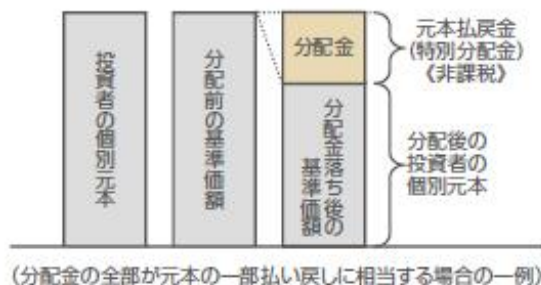 投資者の個別元本
分配前の基準価額
分配金
分配金落ち後の
基準価額
元本払戻金
(特別分配金)
《非課税》
分配後の
投資者の
個別元本
(分配金の全部が元本の一部払い戻しに相当する場合の一例)